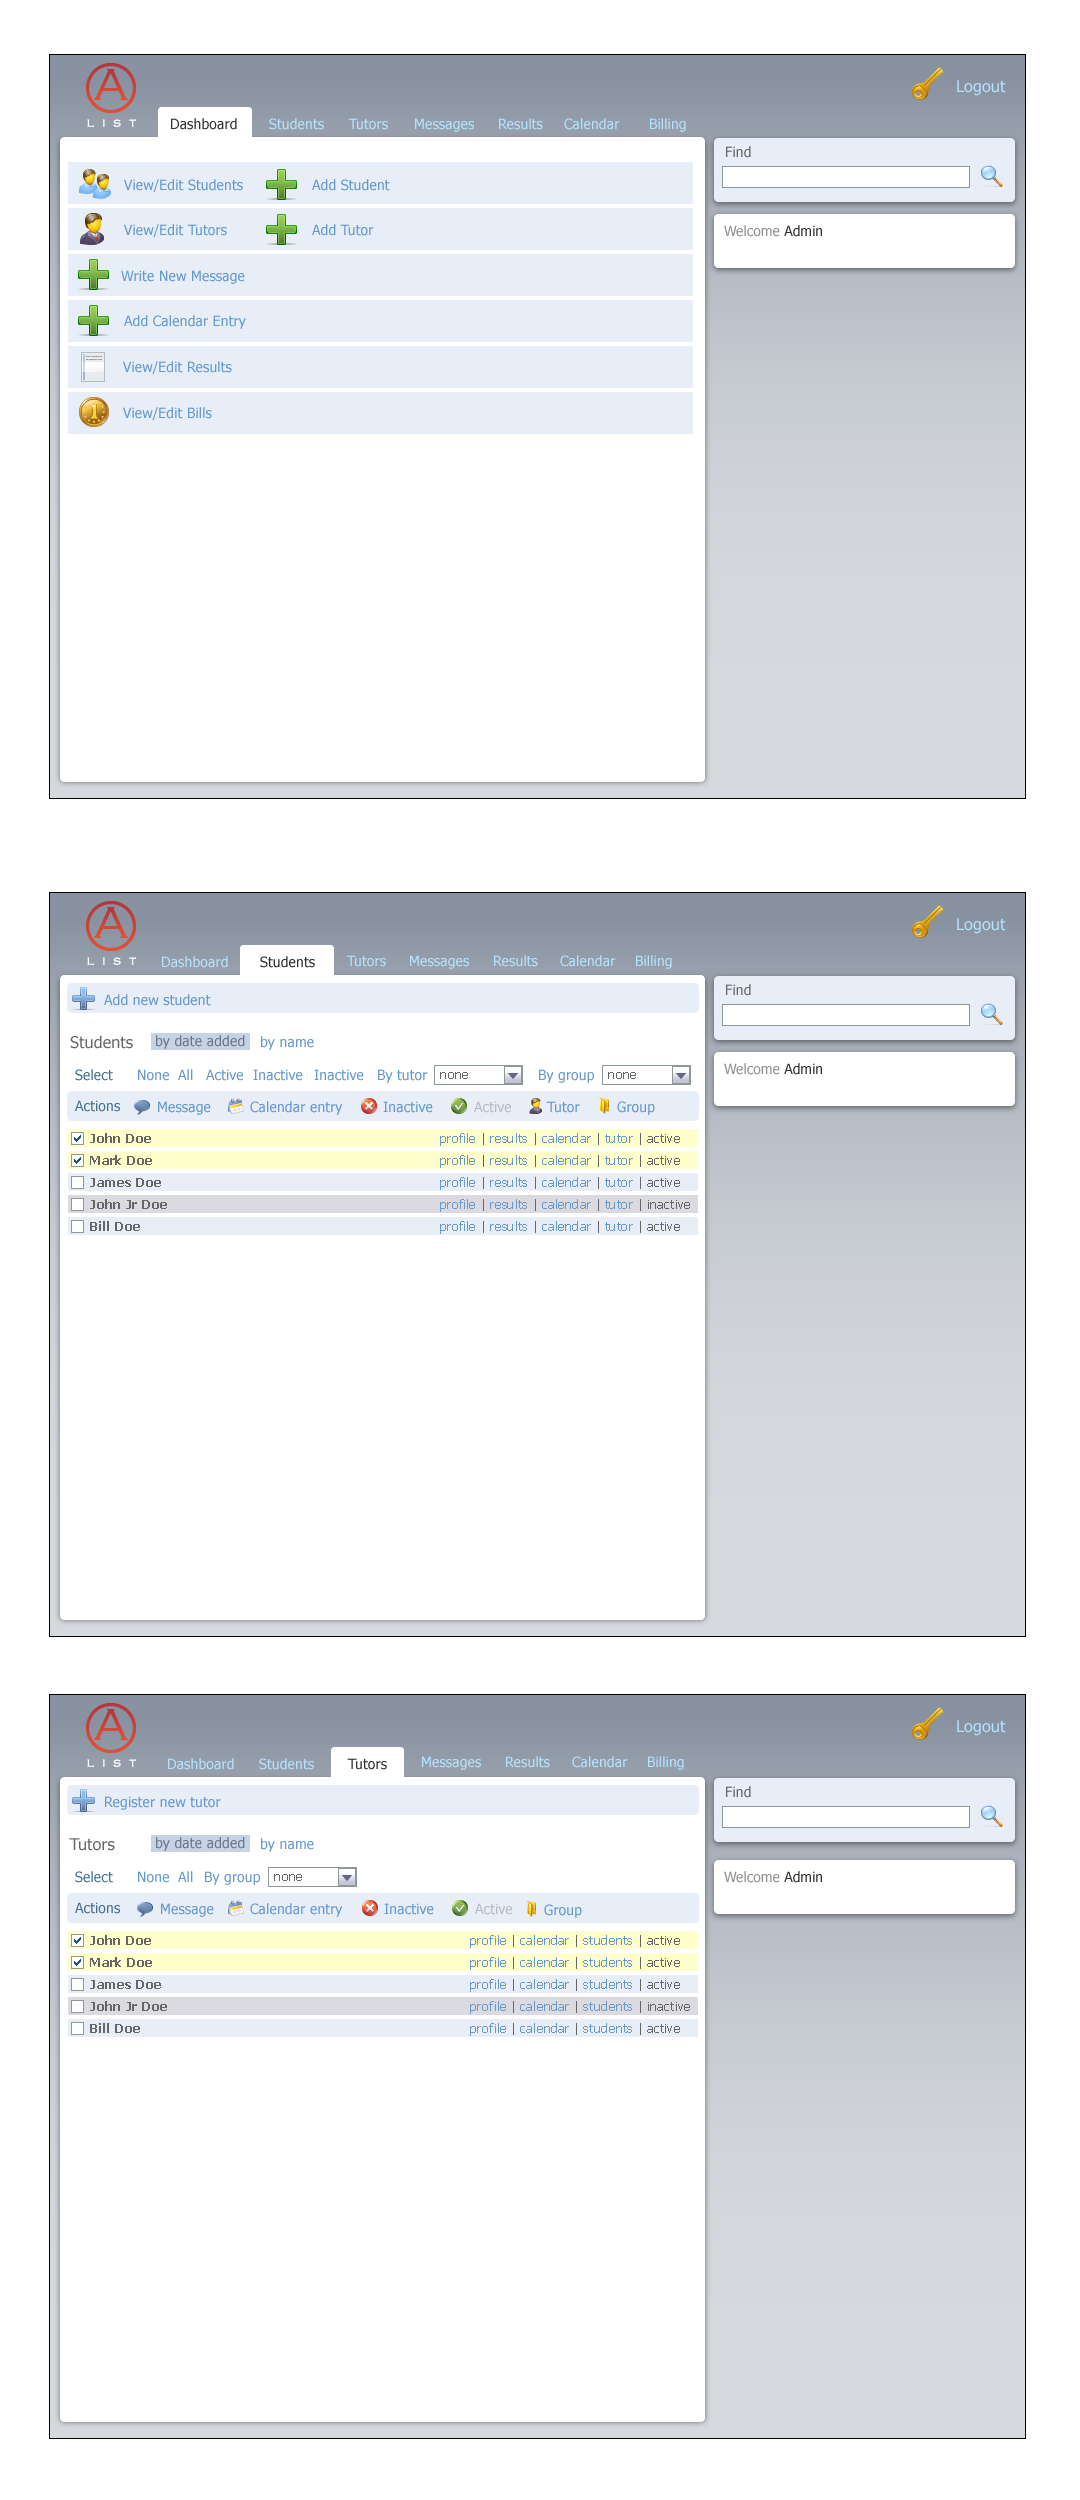 A
LIST
Logout
Dashboard Students Tutors Messages Results Calendar Billing
Find
View/Edit Students Add Student
View/Edit Tutors Add Tutor
Welcome Admin
Write New Message
Add Calendar Entry
View/Edit Results
1
View/Edit Bills
A
LIST
Logout
Dashboard Students Tutors Messages Results Calendar Billing
Find
Add new student
Students by date added by name
Welcome Admin
Select None All Active Inactive Inactive By tutor none By group none
Actions Message Calendar entry Inactive Active Tutor Group
John Doe profile | results | calendar | tutor | active
Mark Doe profile | results | calendar | tutor | active
James Doe profile | results | calendar | tutor | active
John Jr Doe profile | results | calendar | tutor | inactive
Bill Doe profile | results | calendar | tutor | active
A
LIST
Logout
Dashboard Students Tutors Messages Results Calendar Billing
Find
Register new tutor
Tutors by date added by name
Welcome Admin
Select None All By group none
Actions Message Calendar entry Inactive Active Group
John Doe profile | calendar | students | active
Mark Doe profile | calendar | students | active
James Doe profile | calendar | students | active
John Jr Doe profile | calendar | students | inactive
Bill Doe profile | calendar | students | active